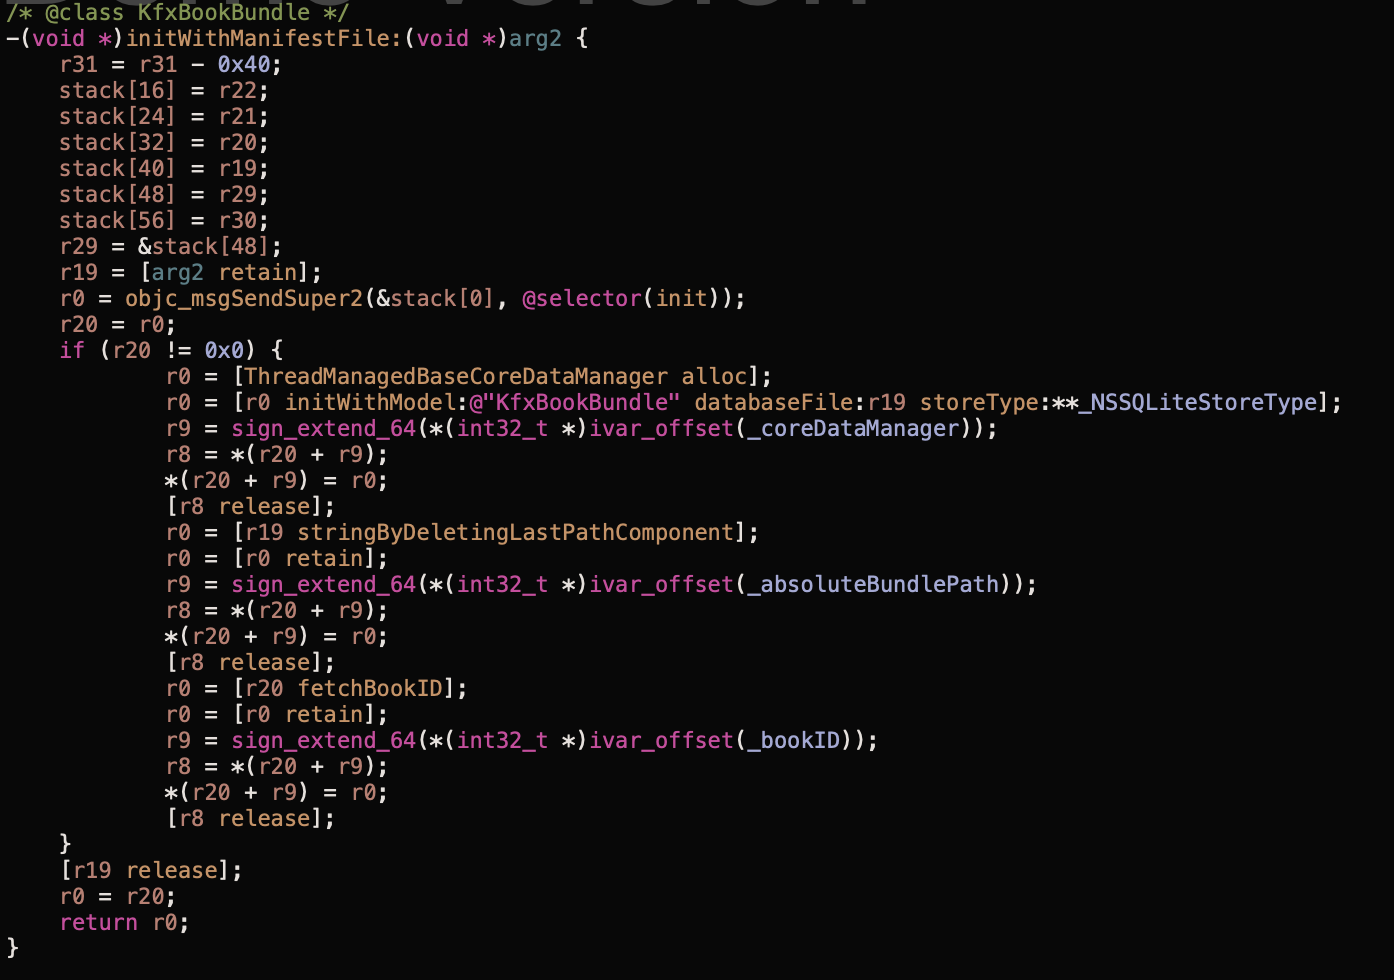 /* @class KfxBookBundle */
-(void *)initWithManifestFile:(void *)arg2 {
    r31 = r31 - 0x40;
    stack[16] = r22;
    stack[24] = r21;
    stack[32] = r20;
    stack[40] = r19;
    stack[48] = r29;
    stack[56] = r30;
    r29 = &stack[48];
    r19 = [arg2 retain];
    r0 = objc_msgSendSuper2(&stack[0], @selector(init));
    r20 = r0;
    if (r20 != 0x0) {
            r0 = [ThreadManagedBaseCoreDataManager alloc];
            r0 = [r0 initWithModel:@"KfxBookBundle" databaseFile:r19 storeType:**_NSSQLiteStoreType];
            r9 = sign_extend_64(*(int32_t *)ivar_offset(_coreDataManager));
            r8 = *(r20 + r9);
            *(r20 + r9) = r0;
            [r8 release];
            r0 = [r19 stringByDeletingLastPathComponent];
            r0 = [r0 retain];
            r9 = sign_extend_64(*(int32_t *)ivar_offset(_absoluteBundlePath));
            r8 = *(r20 + r9);
            *(r20 + r9) = r0;
            [r8 release];
            r0 = [r20 fetchBookID];
            r0 = [r0 retain];
            r9 = sign_extend_64(*(int32_t *)ivar_offset(_bookID));
            r8 = *(r20 + r9);
            *(r20 + r9) = r0;
            [r8 release];
    }
    [r19 release];
    r0 = r20;
    return r0;
}